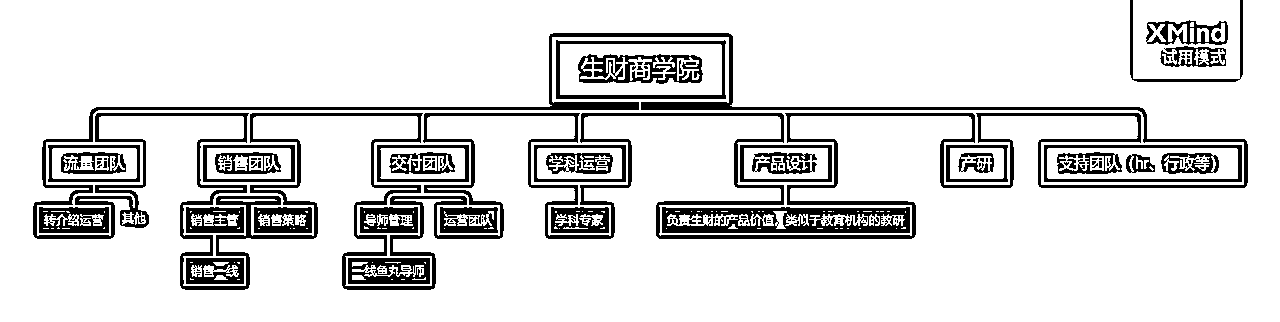 XMind
试用模式
生财商学院
流量团队
销售团队
交付团队
学科运营
产品设计
产研
支持团队（hr、行政等）
转介绍运营
其他
销售主管
销售策略
导师管理
运营团队
学科专家
负责生财的产品价值，类似于教育机构的教研
销售一线
一线鱼丸导师